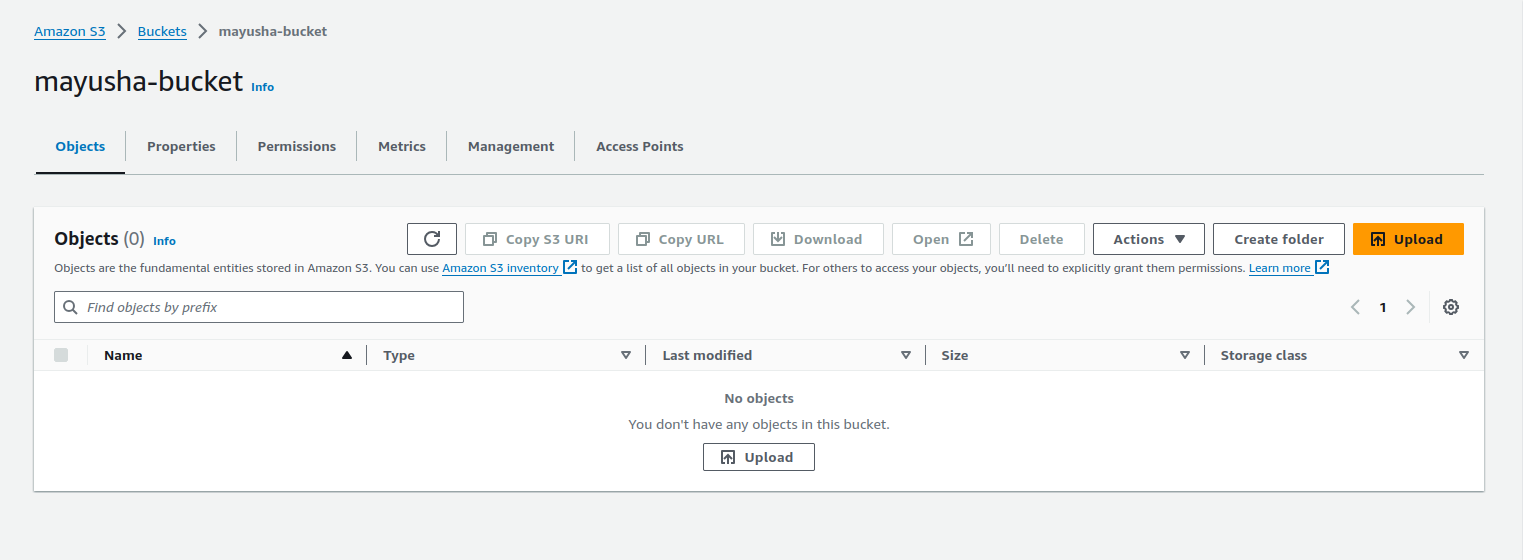 Amazon S3 > Buckets > mayusha-bucket
mayusha-bucket Info
Objects Properties Permissions Metrics Management Access Points
Objects (0) Info Copy S3 URI Copy URL Download Open Delete Actions Create folder Upload
Objects are the fundamental entities stored in Amazon S3. You can use Amazon S3 inventory to get a list of all objects in your bucket. For others to access your objects, you’ll need to explicitly grant them permissions. Learn more
Find objects by prefix 1
Name Type Last modified Size Storage class
No objects
You don't have any objects in this bucket.
Upload